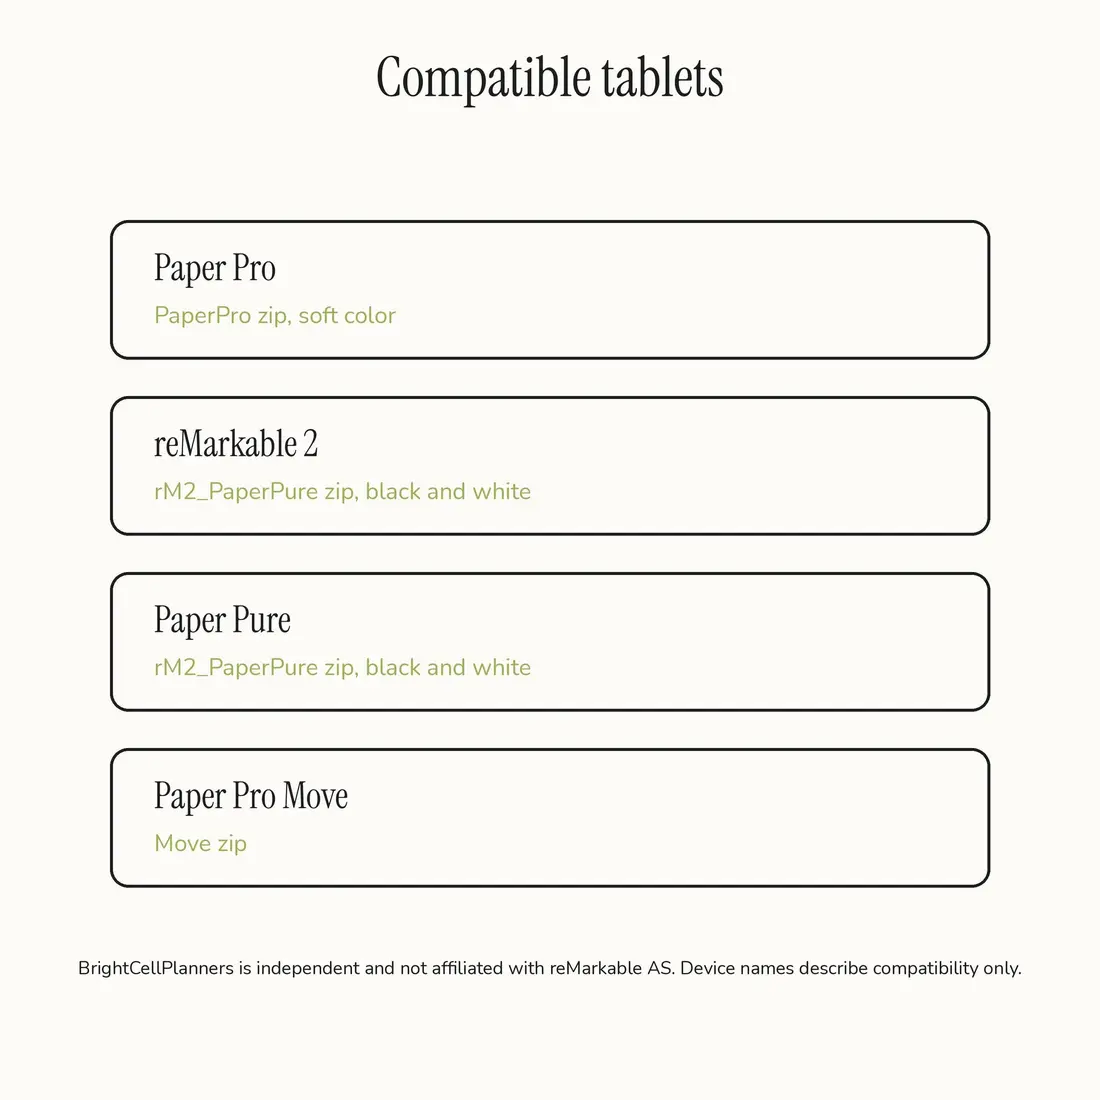 Compatible tablets
Paper Pro
PaperPro zip, soft color
reMarkable 2
rM2_PaperPure zip, black and white
Paper Pure
rM2_PaperPure zip, black and white
Paper Pro Move
Move zip
BrightCellPlanners is independent and not affiliated with reMarkable AS. Device names describe compatibility only.